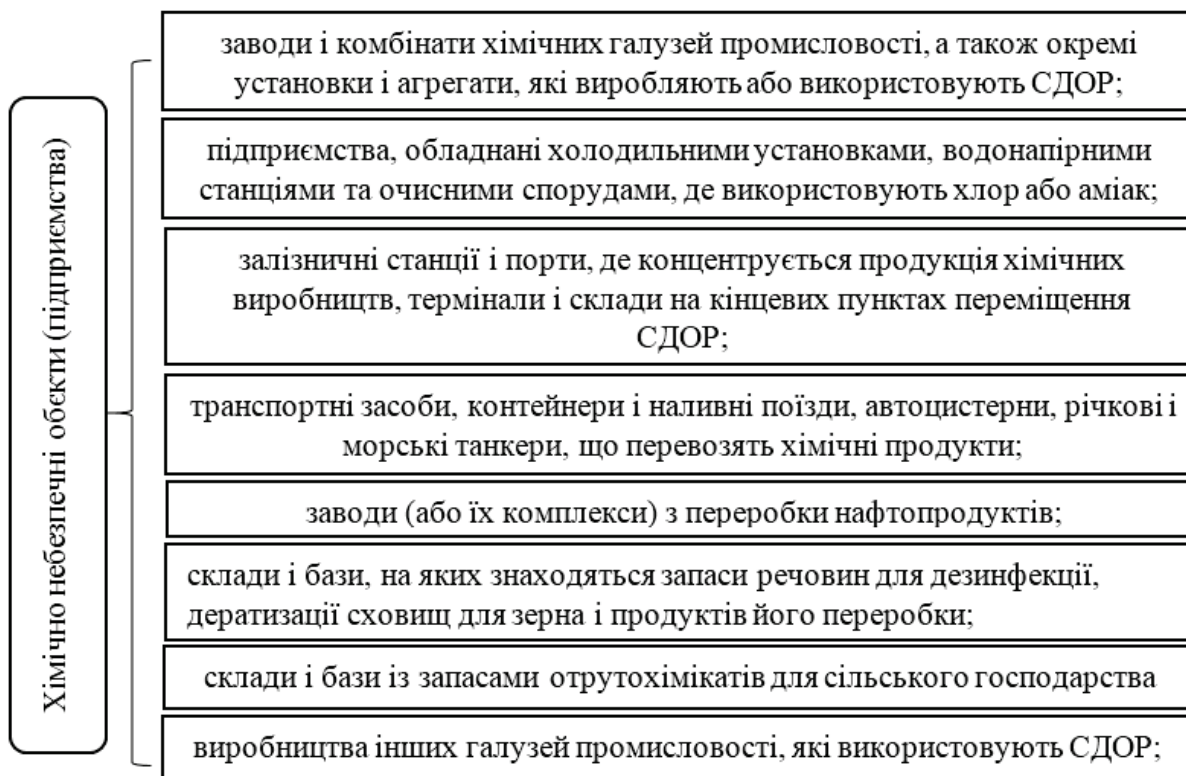 Хімічно небезпечні обєкти (підприємства)
заводи і комбінати хімічних галузей промисловості, а також окремі
установки і агрегати, які виробляють або використовують СДОР;
підприємства, обладнані холодильними установками, водонапірними
станціями та очисними спорудами, де використовують хлор або аміак;
залізничні станції і порти, де концентрується продукція хімічних
виробництв, термінали і склади на кінцевих пунктах переміщення
СДОР;
транспортні засоби, контейнери і наливні поїзди, автоцистерни, річкові і
морські танкери, що перевозять хімічні продукти;
заводи (або їх комплекси) з переробки нафтопродуктів;
склади і бази, на яких знаходяться запаси речовин для дезинфекції,
дератизації сховищ для зерна і продуктів його переробки;
склади і бази із запасами отрутохімікатів для сільського господарства
виробництва інших галузей промисловості, які використовують СДОР;